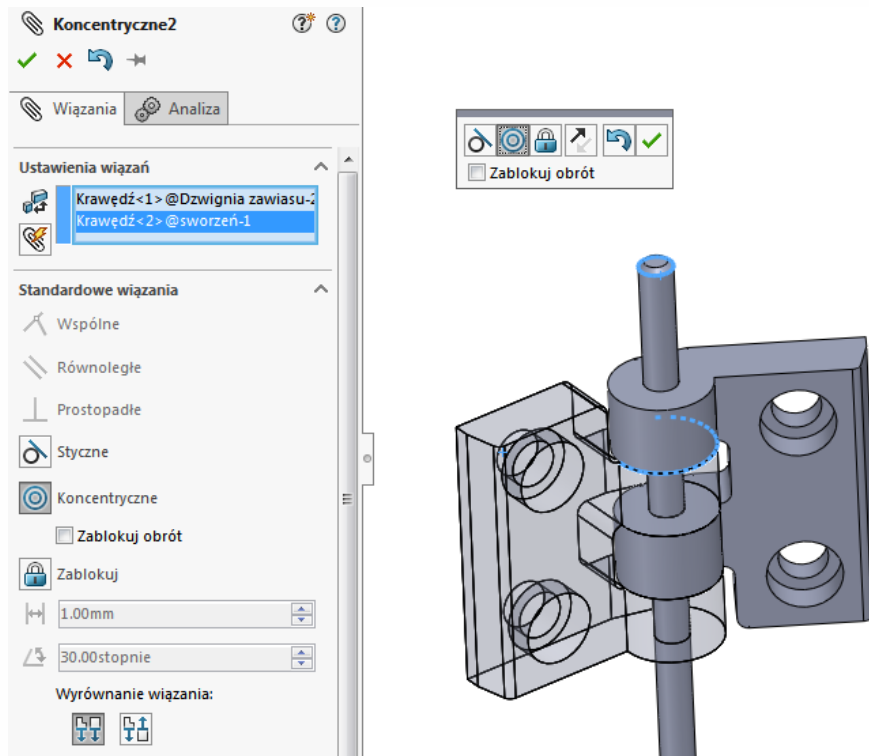 Koncentryczne2
Wiązania
Analiza
Ustawienia wiązań
Krawędź<1>@Dzwignia zawiasu-2
Krawędź<2>@sworzeń-1
Standardowe wiązania
Wspólne
Równoległe
Prostopadłe
Styczne
Koncentryczne
Zablokuj obrót
Zablokuj
1.00mm
30.00stopnie
Wyrównanie wiązania:
Zablokuj obrót